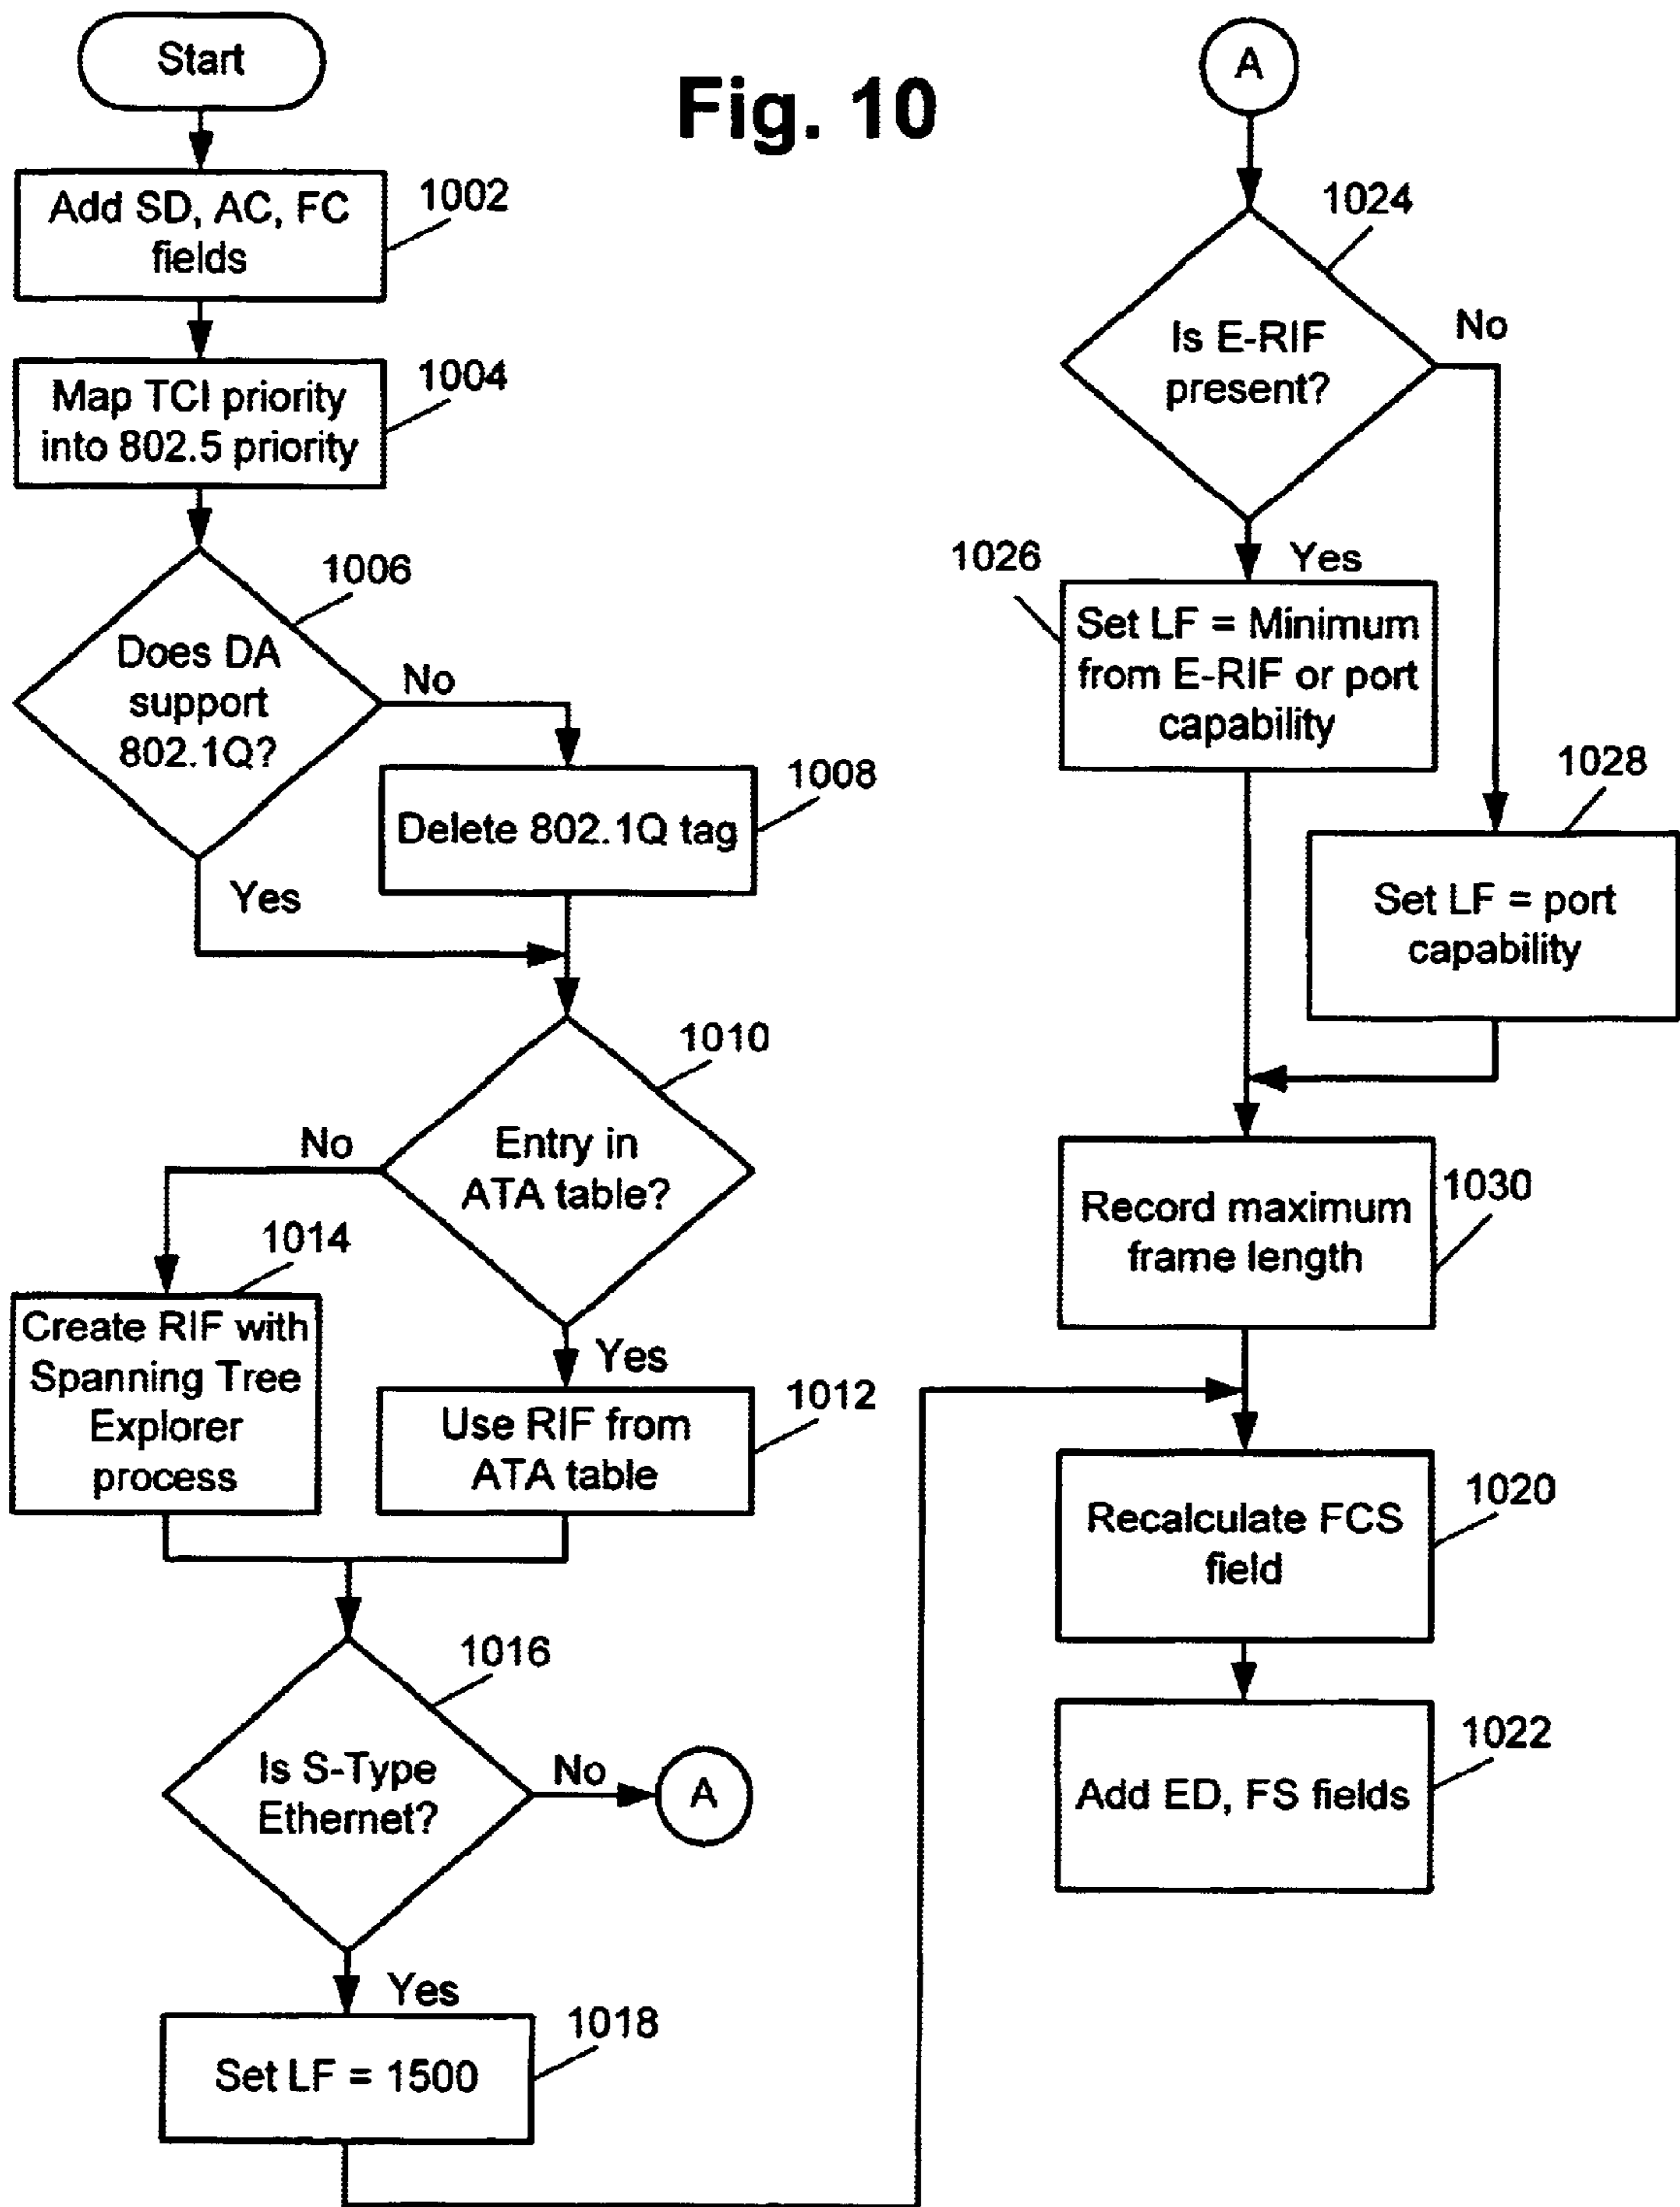 Fig. 10
Start
Add SD, AC, FC
fields
1002
Map TCI priority
into 802.5 priority
1004
Does DA
support
802.1Q?
1006
No
Yes
Delete 802.1Q tag
1008
Entry in
ATA table?
1010
No
Yes
Create RIF with
Spanning Tree
Explorer
process
1014
Use RIF from
ATA table
1012
Is S-Type
Ethernet?
1016
No
A
Yes
Set LF = 1500
1018
A
Is E-RIF
present?
1024
No
Yes
1026
Set LF = Minimum
from E-RIF or port
capability
1028
Set LF = port
capability
Record maximum
frame length
1030
Recalculate FCS
field
1020
Add ED, FS fields
1022